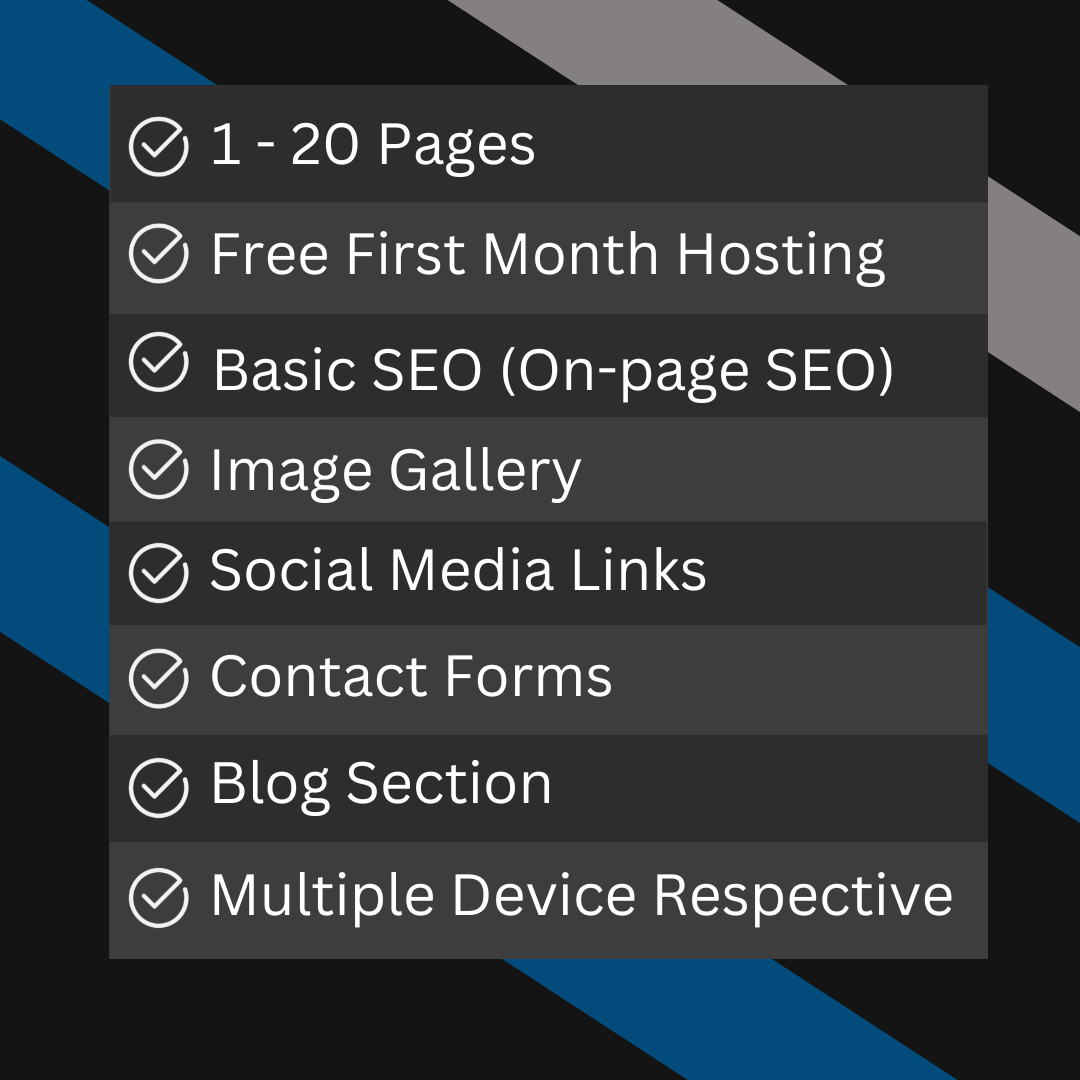 1 - 20 Pages
Free First Month Hosting
Basic SEO (On-page SEO)
Image Gallery
Social Media Links
Contact Forms
Blog Section
Multiple Device Respective